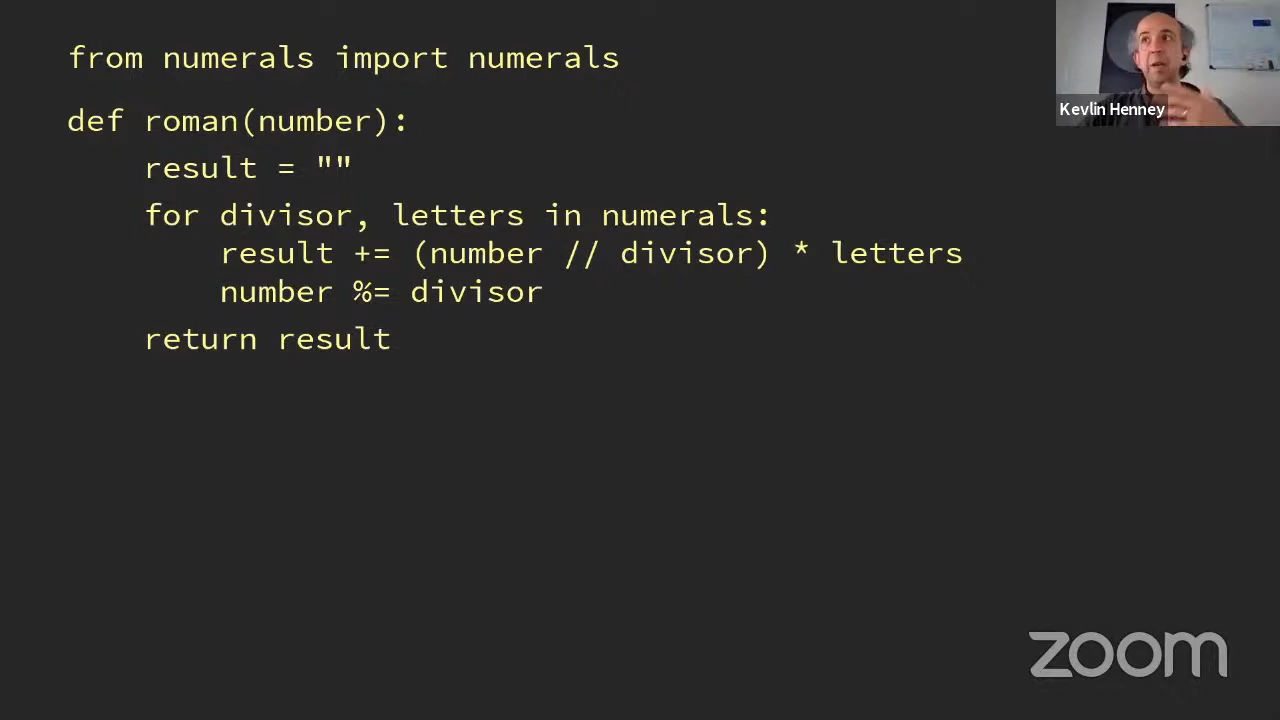 from numerals import numerals
def roman(number):
    result = ""
    for divisor, letters in numerals:
        result += (number // divisor) * letters
        number %= divisor
    return result
Kevlin Henney
zoom